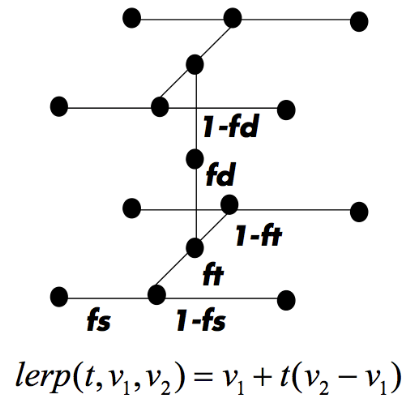 1-fd
fd
1-ft
ft
fs 1-fs
lerp(t,v₁,v₂) = v₁ + t(v₂ − v₁)